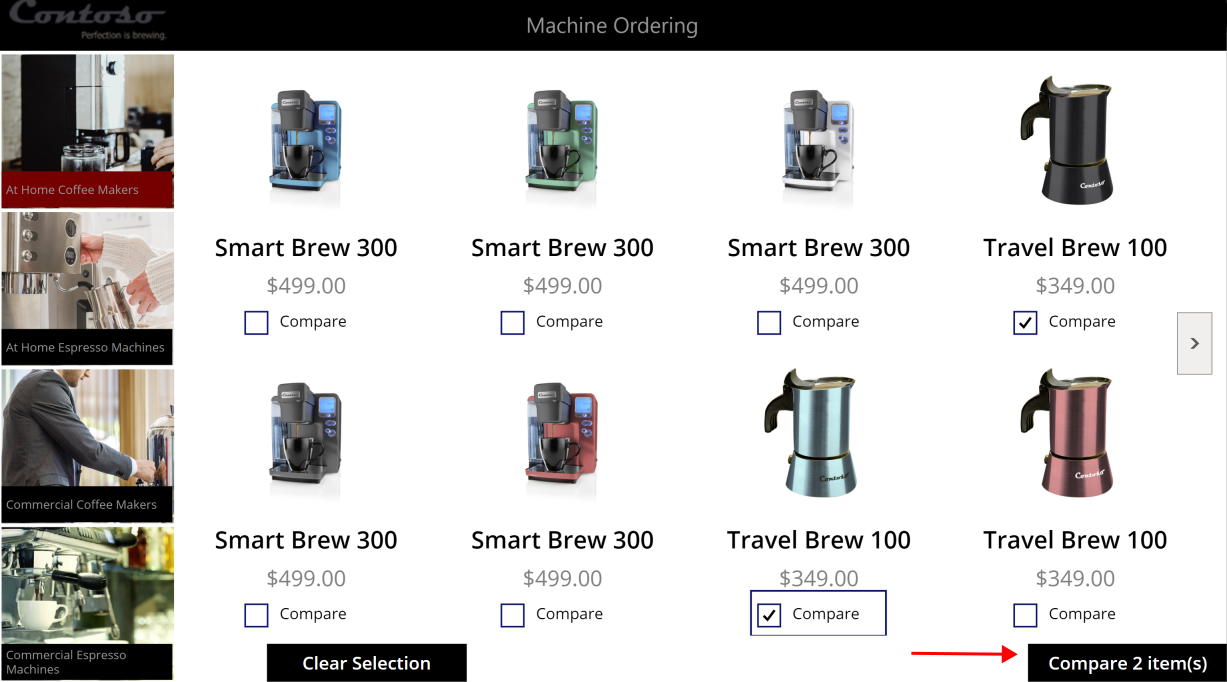 Contoso
Perfection is brewing.
Machine Ordering
At Home Coffee Makers
At Home Espresso Machines
Commercial Coffee Makers
Commercial Espresso
Machines
Contoso
Smart Brew 300
Smart Brew 300
Smart Brew 300
Travel Brew 100
$499.00
$499.00
$499.00
$349.00
Compare
Compare
Compare
Compare
Contoso
Contoso
Smart Brew 300
Smart Brew 300
Travel Brew 100
Travel Brew 100
$499.00
$499.00
$349.00
$349.00
Compare
Compare
Compare
Compare
Clear Selection
Compare 2 item(s)